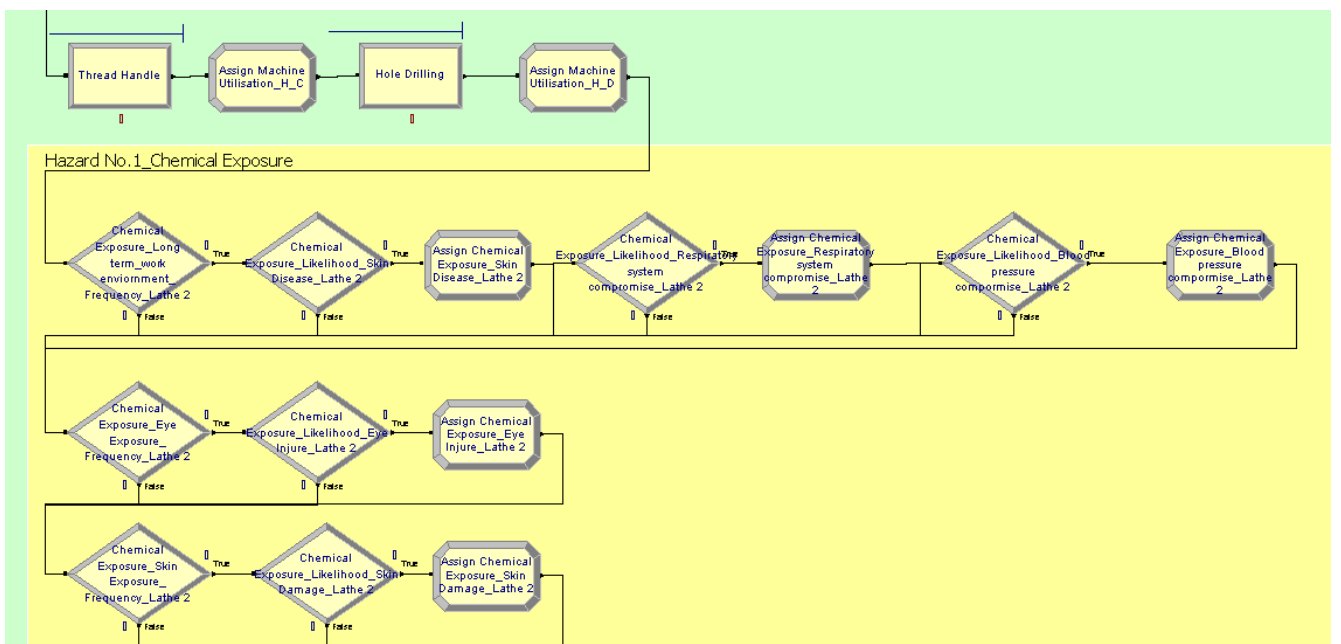 Thread Handle
Assign Machine
Utilisation_H_C
Hole Drilling
Assign Machine
Utilisation_H_D
Hazard No.1_Chemical Exposure
Chemical
Exposure_Long
term_work
enviornment_
Frequency_Lathe 2
True
False
Chemical
Exposure_Likelihood_Skin
Disease_Lathe 2
True
False
Assign Chemical
Exposure_Skin
Disease_Lathe 2
Chemical
Exposure_Likelihood_Respiratory
system
compromise_Lathe 2
True
False
Assign Chemical
Exposure_Respiratory
system
compromise_Lathe
2
Chemical
Exposure_Likelihood_Blood
pressure
compormise_Lathe 2
True
False
Assign Chemical
Exposure_Blood
pressure
compormise_Lathe
2
Chemical
Exposure_Eye
Exposure_
Frequency_Lathe 2
True
False
Chemical
Exposure_Likelihood_Eye
Injure_Lathe 2
True
False
Assign Chemical
Exposure_Eye
Injure_Lathe 2
Chemical
Exposure_Skin
Exposure_
Frequency_Lathe 2
True
False
Chemical
Exposure_Likelihood_Skin
Damage_Lathe 2
True
False
Assign Chemical
Exposure_Skin
Damage_Lathe 2